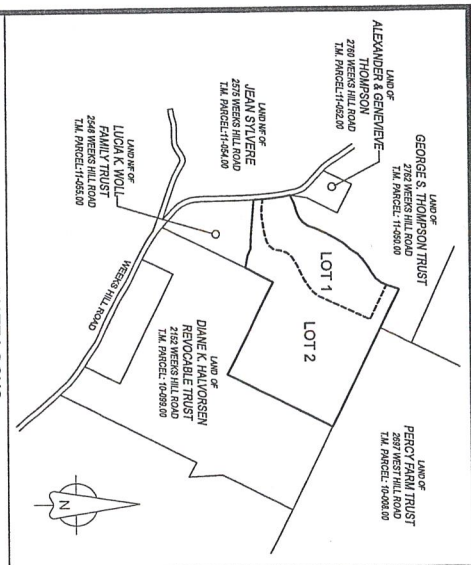 LAND OF
ALEXANDER & GENEVIEVE
THOMPSON
2760 WEEKS HILL ROAD
T.M. PARCEL:11-052.00
LAND OF
GEORGE S. THOMPSON TRUST
2762 WEEKS HILL ROAD
T.M. PARCEL: 11-050.00
LAND OF
PERCY FARM TRUST
2697 WEST HILL ROAD
T.M. PARCEL: 10-008.00
LAND N/F OF
JEAN SYLVERE
2575 WEEKS HILL ROAD
T.M. PARCEL:11-054.00
LAND N/F OF
LUCIA K. WOLL
FAMILY TRUST
2548 WEEKS HILL ROAD
T.M. PARCEL:11-055.00
LOT 1
LOT 2
LAND OF
DIANE K. HALVORSEN
REVOCABLE TRUST
2152 WEEKS HILL ROAD
T.M. PARCEL: 10-099.00
WEEKS HILL ROAD
N